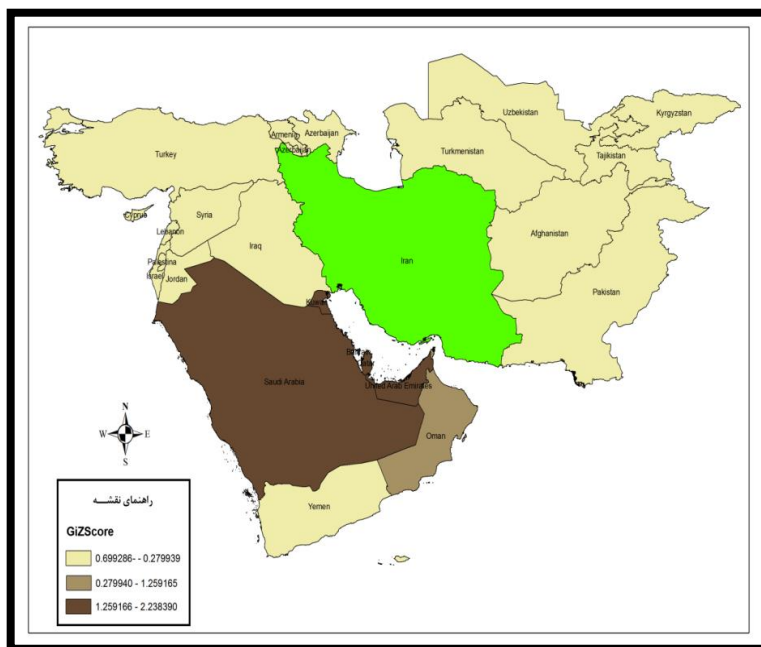 Uzbekistan
Kyrgyzstan
Armenia
Azerbaijan
Azerbaijan
Turkey
Turkmenistan
Tajikistan
Cyprus
Syria
Lebanon
Iraq
Afghanistan
Palestina
Israel
Jordan
Iran
Pakistan
Kuwait
Bahrain
Qatar
Saudi Arabia
United Arab Emirates
Oman
Yemen
N
W E
S
راهنمای نقشـــه
GiZScore
0.699286- - 0.279939
0.279940 - 1.259165
1.259166 - 2.238390